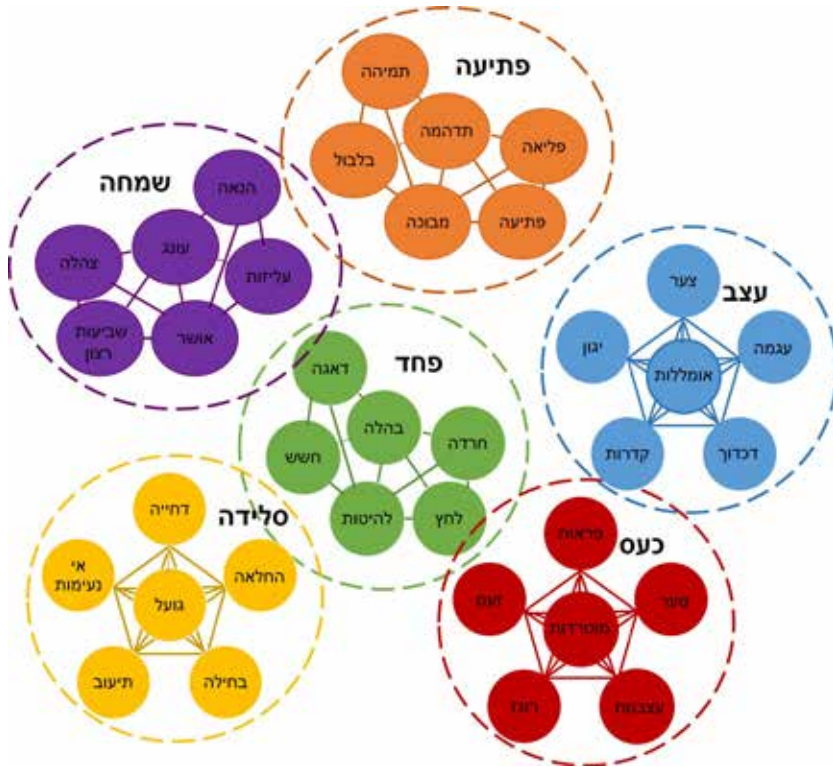 פתיעה
תמיהה
תדהמה
פליאה
בלבול
מבוכה
פתיעה
שמחה
הנאה
עונג
צהלה
עליזות
אושר
שביעות
רצון
עצב
צער
עגמה
יגון
אומללות
דכדוך
קדרות
פחד
דאגה
בהלה
חרדה
חשש
להיטות
לחץ
סלידה
דחייה
החלאה
אי
נעימות
גועל
בחילה
תיעוב
כעס
פראות
סער
זעם
מוטרדות
עצבנות
רוגז